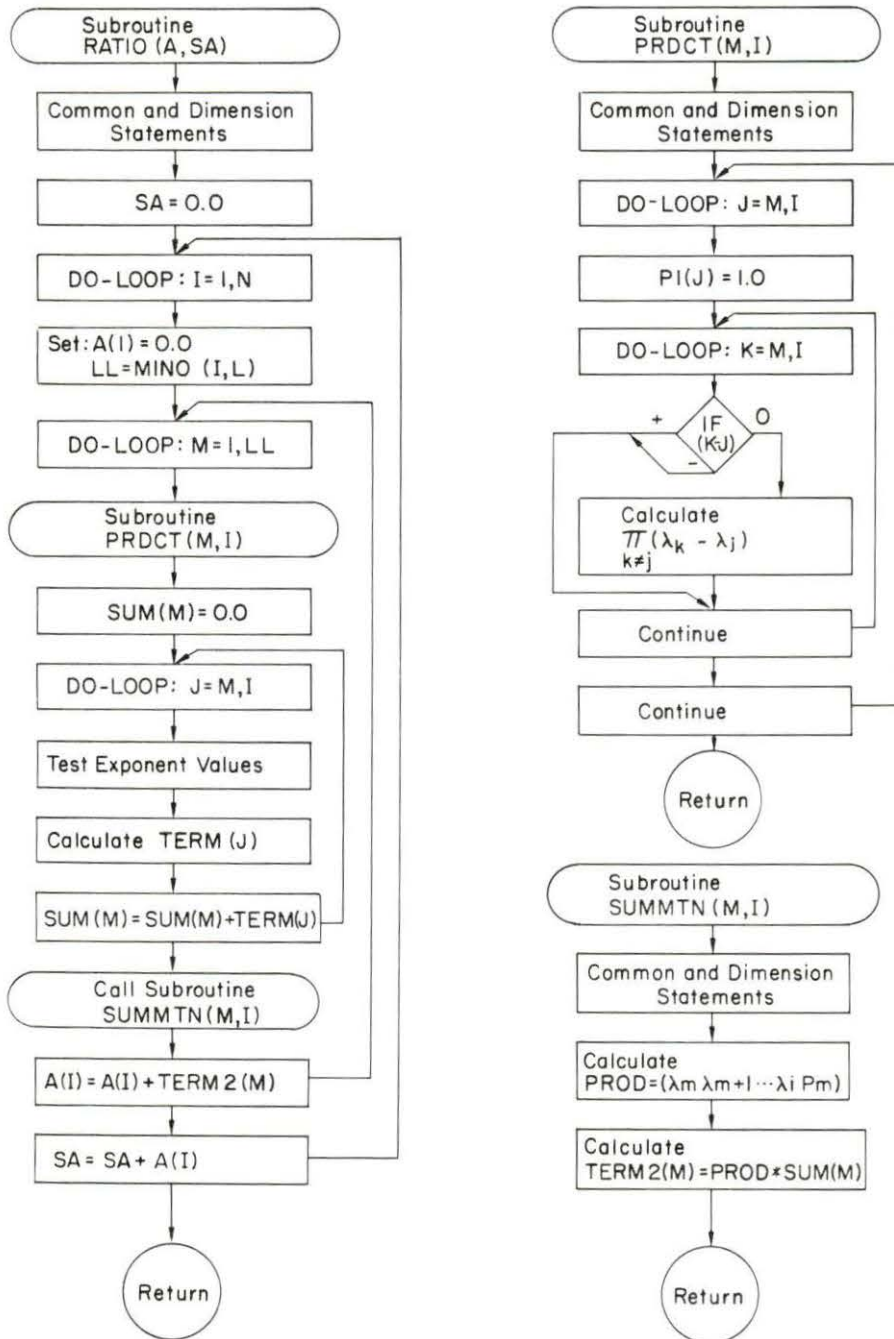 Subroutine
RATIO (A, SA)
Common and Dimension
Statements
SA = 0.0
DO-LOOP: I = 1, N
Set: A(I) = 0.0
LL=MINO (I, L)
DO-LOOP: M = 1, LL
Subroutine
PRDCT (M, I)
SUM (M) = 0.0
DO-LOOP: J = M, I
Test Exponent Values
Calculate TERM (J)
SUM (M) = SUM(M)+TERM(J)
Call Subroutine
SUMMTN (M, I)
A(I) = A(I) + TERM 2 (M)
SA = SA + A(I)
Return
Subroutine
PRDCT (M, I)
Common and Dimension
Statements
DO-LOOP: J = M, I
PI(J) = 1.0
DO-LOOP: K = M, I
+ IF 0
(K-J)
-
Calculate
π (λk - λj)
k≠j
Continue
Continue
Return
Subroutine
SUMMTN (M, I)
Common and Dimension
Statements
Calculate
PROD=(λm λm+1 ··· λi Pm)
Calculate
TERM2(M)=PROD*SUM(M)
Return